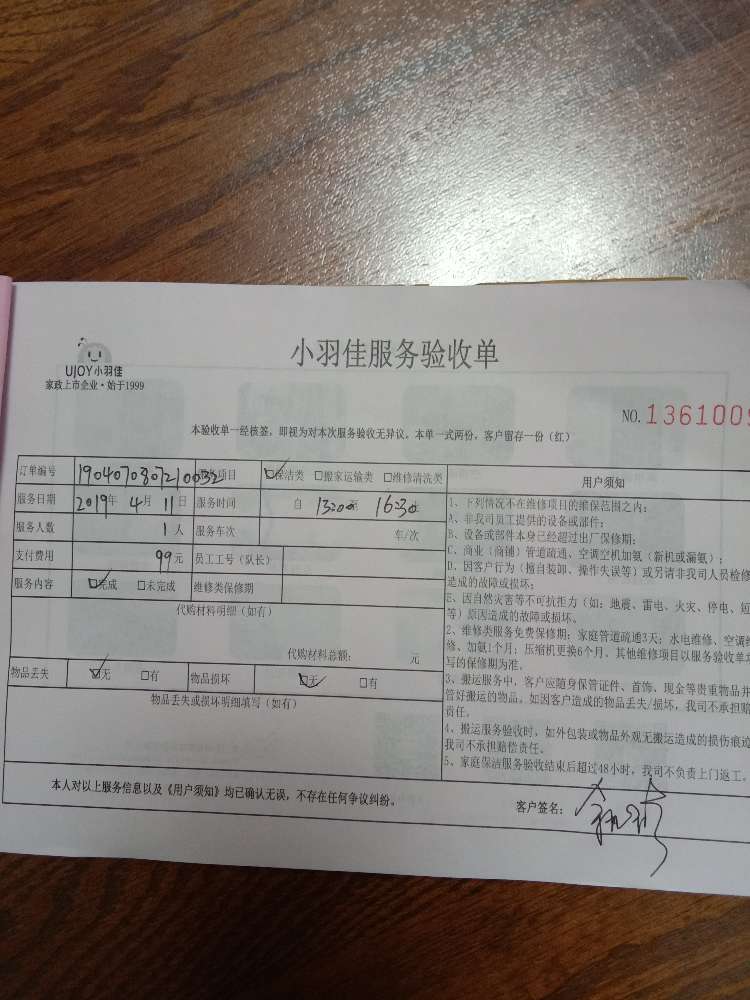 UJOY小羽佳
家政上市企业·始于1999
小羽佳服务验收单
NO. 1361009
本验收单一经核签，即视为对本次服务验收无异议。本单一式两份，客户留存一份（红）
订单编号 190407080721003 项目 ☑保洁类 □搬家运输类 □维修清洗类
服务日期 2019年 4月 11日 服务时间 自 1320 至 1630
服务人数 1 人 服务车次 车/次
支付费用 99元 员工工号（队长）
服务内容 ☑完成 □未完成 维修类保修期
代购材料明细（如有）
代购材料总额： 元
物品丢失 ☑无 □有 物品损坏 ☑无 □有
物品丢失或损坏明细填写（如有）
用户须知
1、下列情况不在维修项目的维保范围之内：
A、非我司员工提供的设备或部件；
B、设备或部件本身已经超过出厂保修期；
C、商业（商铺）管道疏通、空调空机加氨（新机或漏氨）；
D、因客户行为（擅自装卸、操作失误等）或另请非我司人员检修
造成的故障或损坏；
E、因自然灾害等不可抗拒力（如：地震、雷电、火灾、停电、短
等）原因造成的故障或损坏。
2、维修类服务免费保修期：家庭管道疏通3天；水电维修、空调维
修、加氨1个月；压缩机更换6个月。其他维修项目以服务验收单填
写的保修期为准。
3、搬运服务中，客户应随身保管证件、首饰、现金等贵重物品并
管好搬运的物品。如因客户造成的物品丢失/损坏，我司不承担赔
责任。
4、搬运服务验收时，如外包装或物品外观无搬运造成的损伤痕迹
我司不承担赔偿责任。
5、家庭保洁服务验收结束后超过48小时，我司不负责上门返工。
本人对以上服务信息以及《用户须知》均已确认无误，不存在任何争议纠纷。
客户签名：